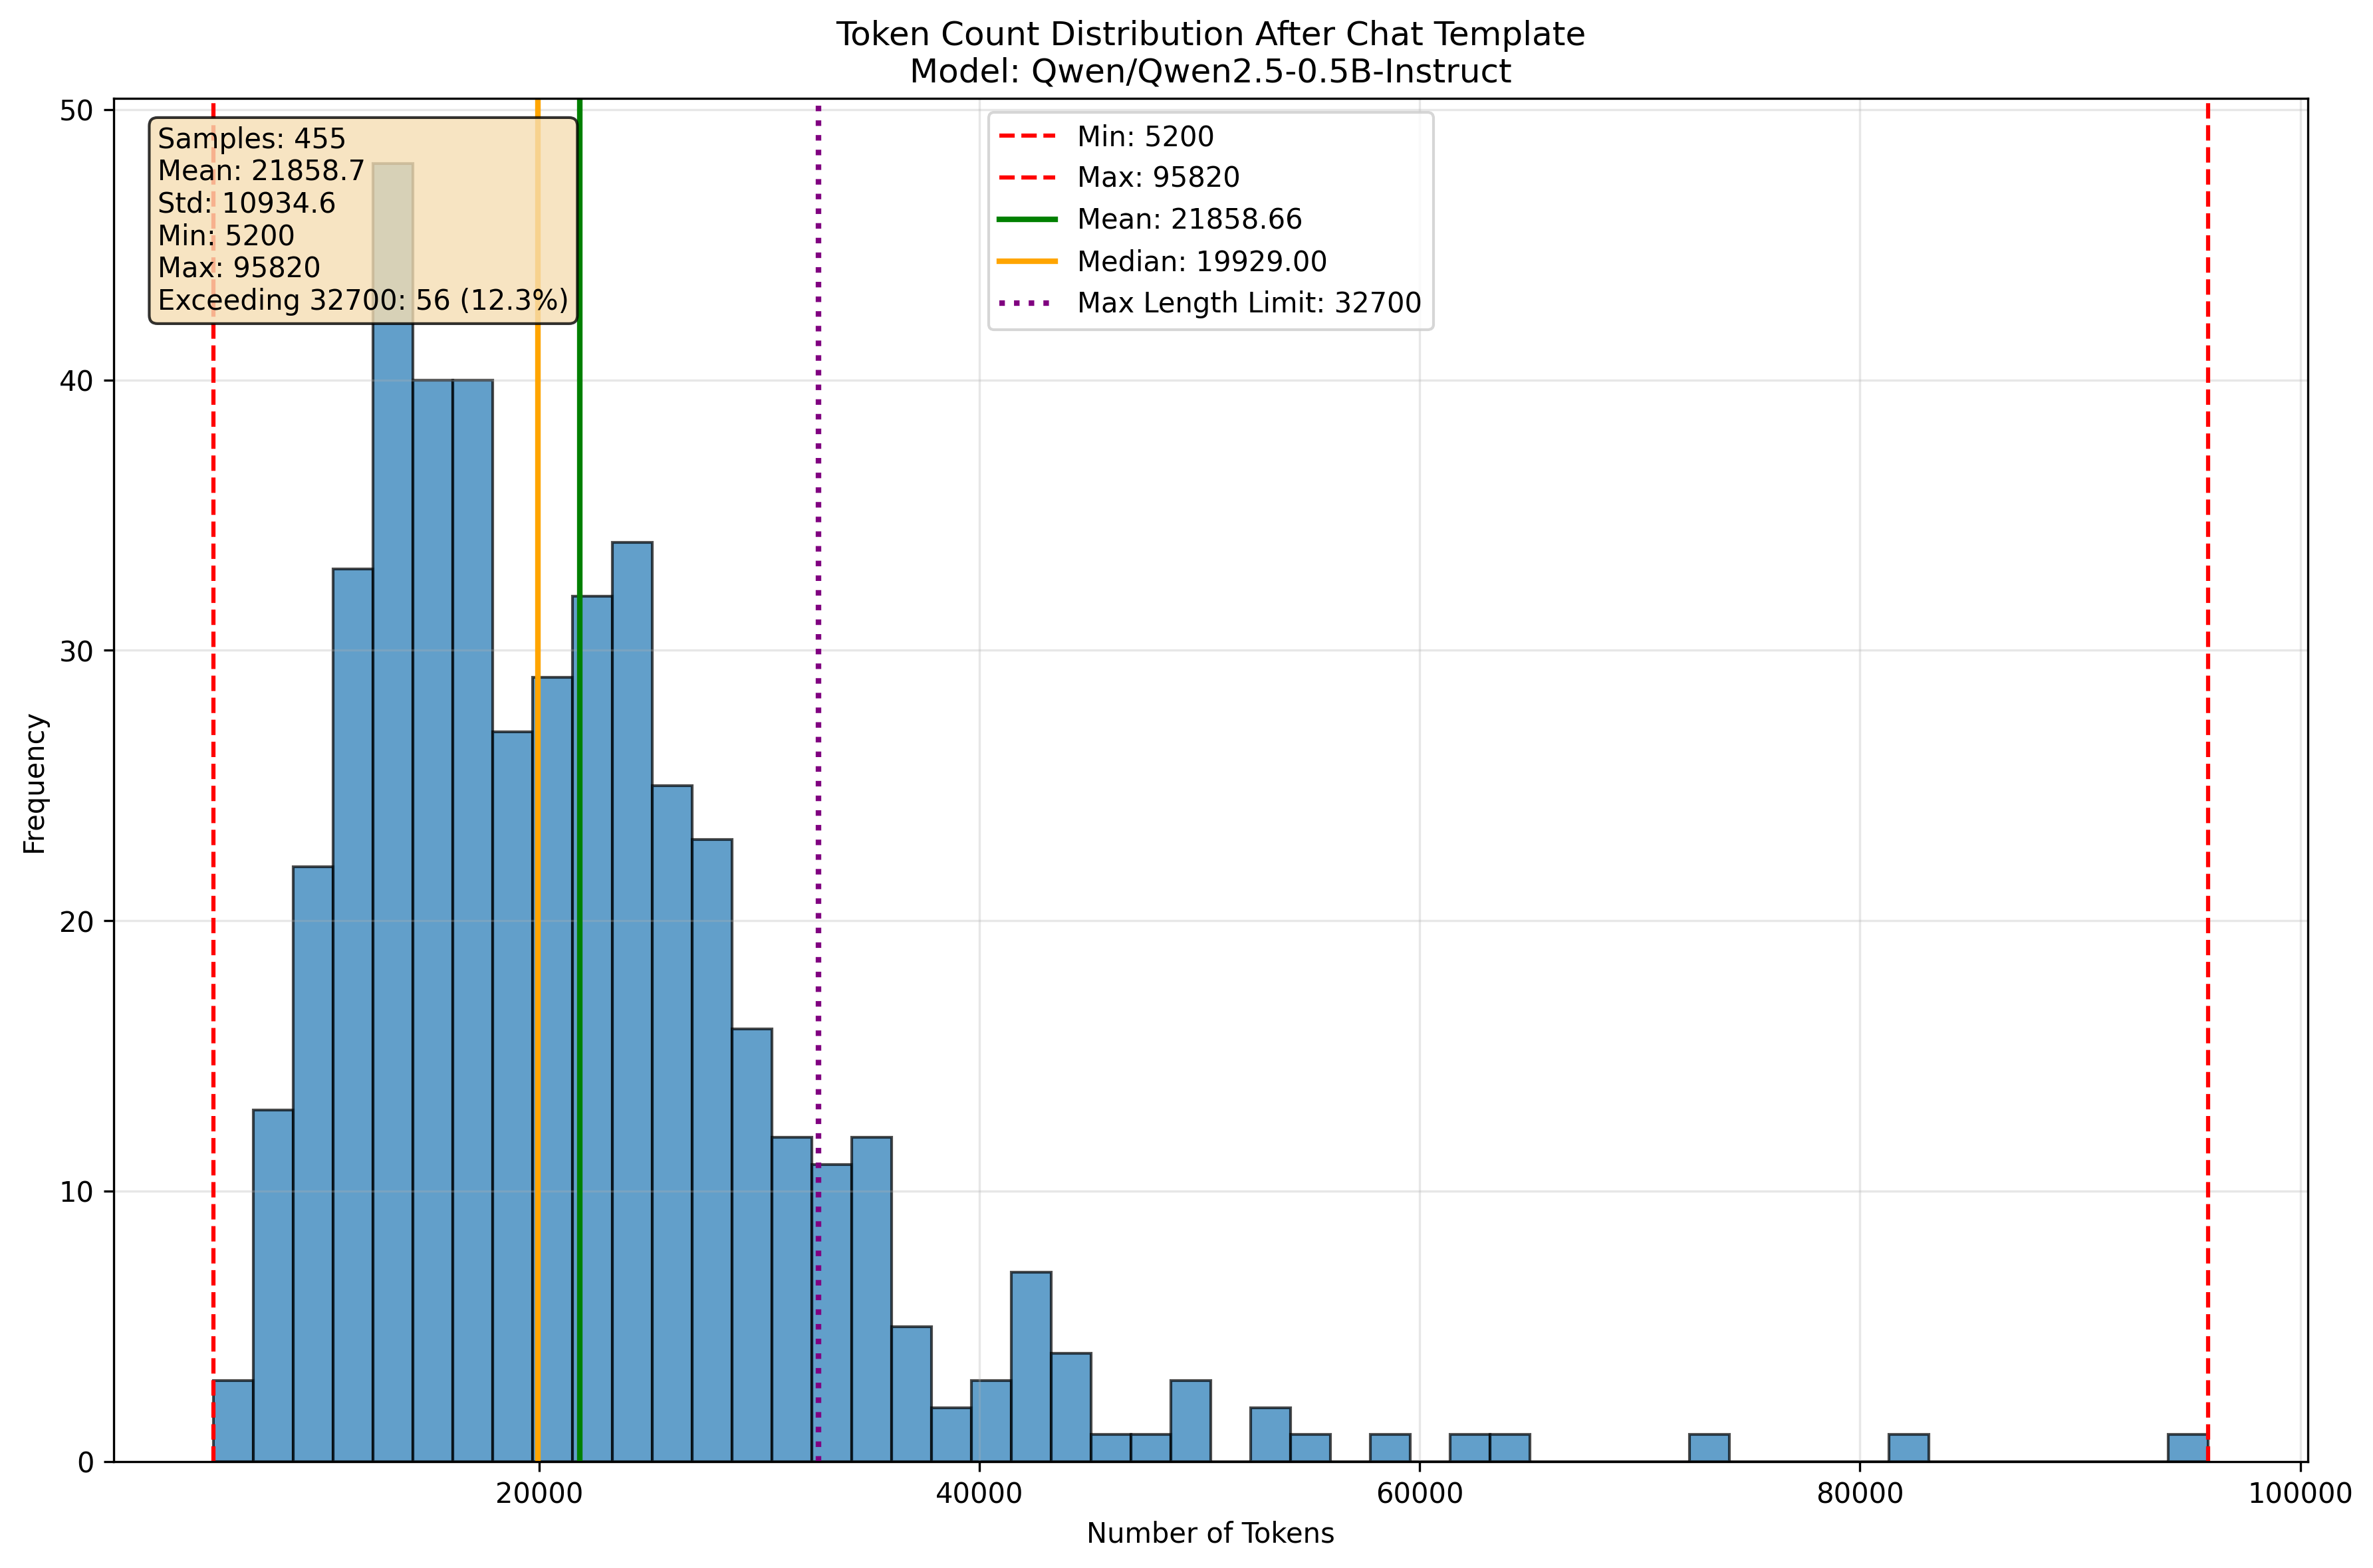 Token Count Distribution After Chat Template
Model: Qwen/Qwen2.5-0.5B-Instruct
Samples: 455
Mean: 21858.7
Std: 10934.6
Min: 5200
Max: 95820
Exceeding 32700: 56 (12.3%)
Min: 5200
Max: 95820
Mean: 21858.66
Median: 19929.00
Max Length Limit: 32700
Frequency
50
40
30
20
10
0
20000
40000
60000
80000
100000
Number of Tokens